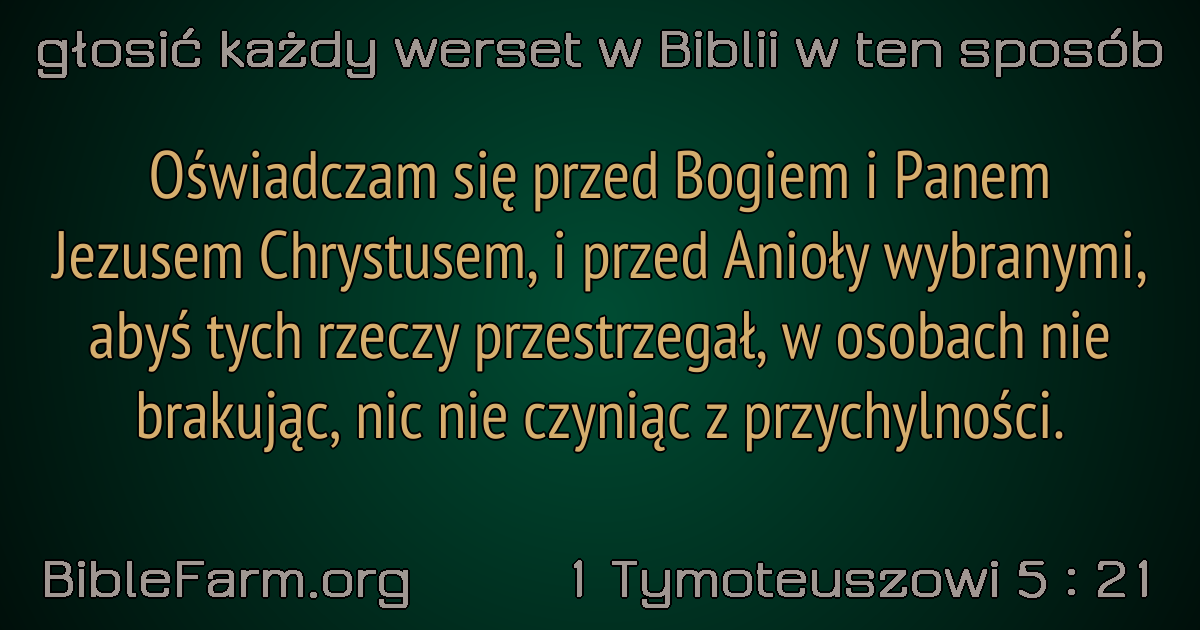 głosić każdy werset w Biblii w ten sposób
Oświadczam się przed Bogiem i Panem
Jezusem Chrystusem, i przed Anioły wybranymi,
abyś tych rzeczy przestrzegał, w osobach nie
brakując, nic nie czyniąc z przychylności.
BibleFarm.org 1 Tymoteuszowi 5 : 21